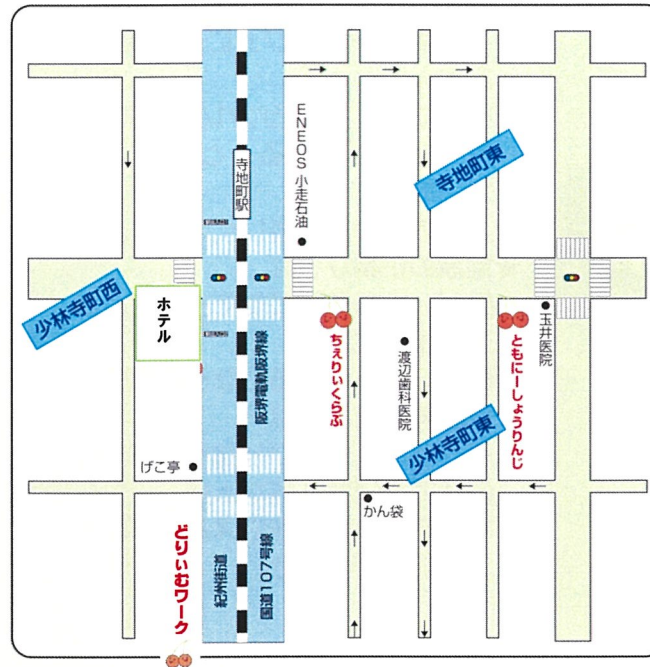 ENEOS 小走石油
寺地町駅
寺地町東
少林寺町西
ホテル
阪堺電軌阪堺線
ちぇりぃくらぶ
渡辺歯科医院
ともにーしょうりんじ
玉井医院
少林寺町東
げこ亭
かん袋
どりぃむワーク
紀州街道
国道107号線